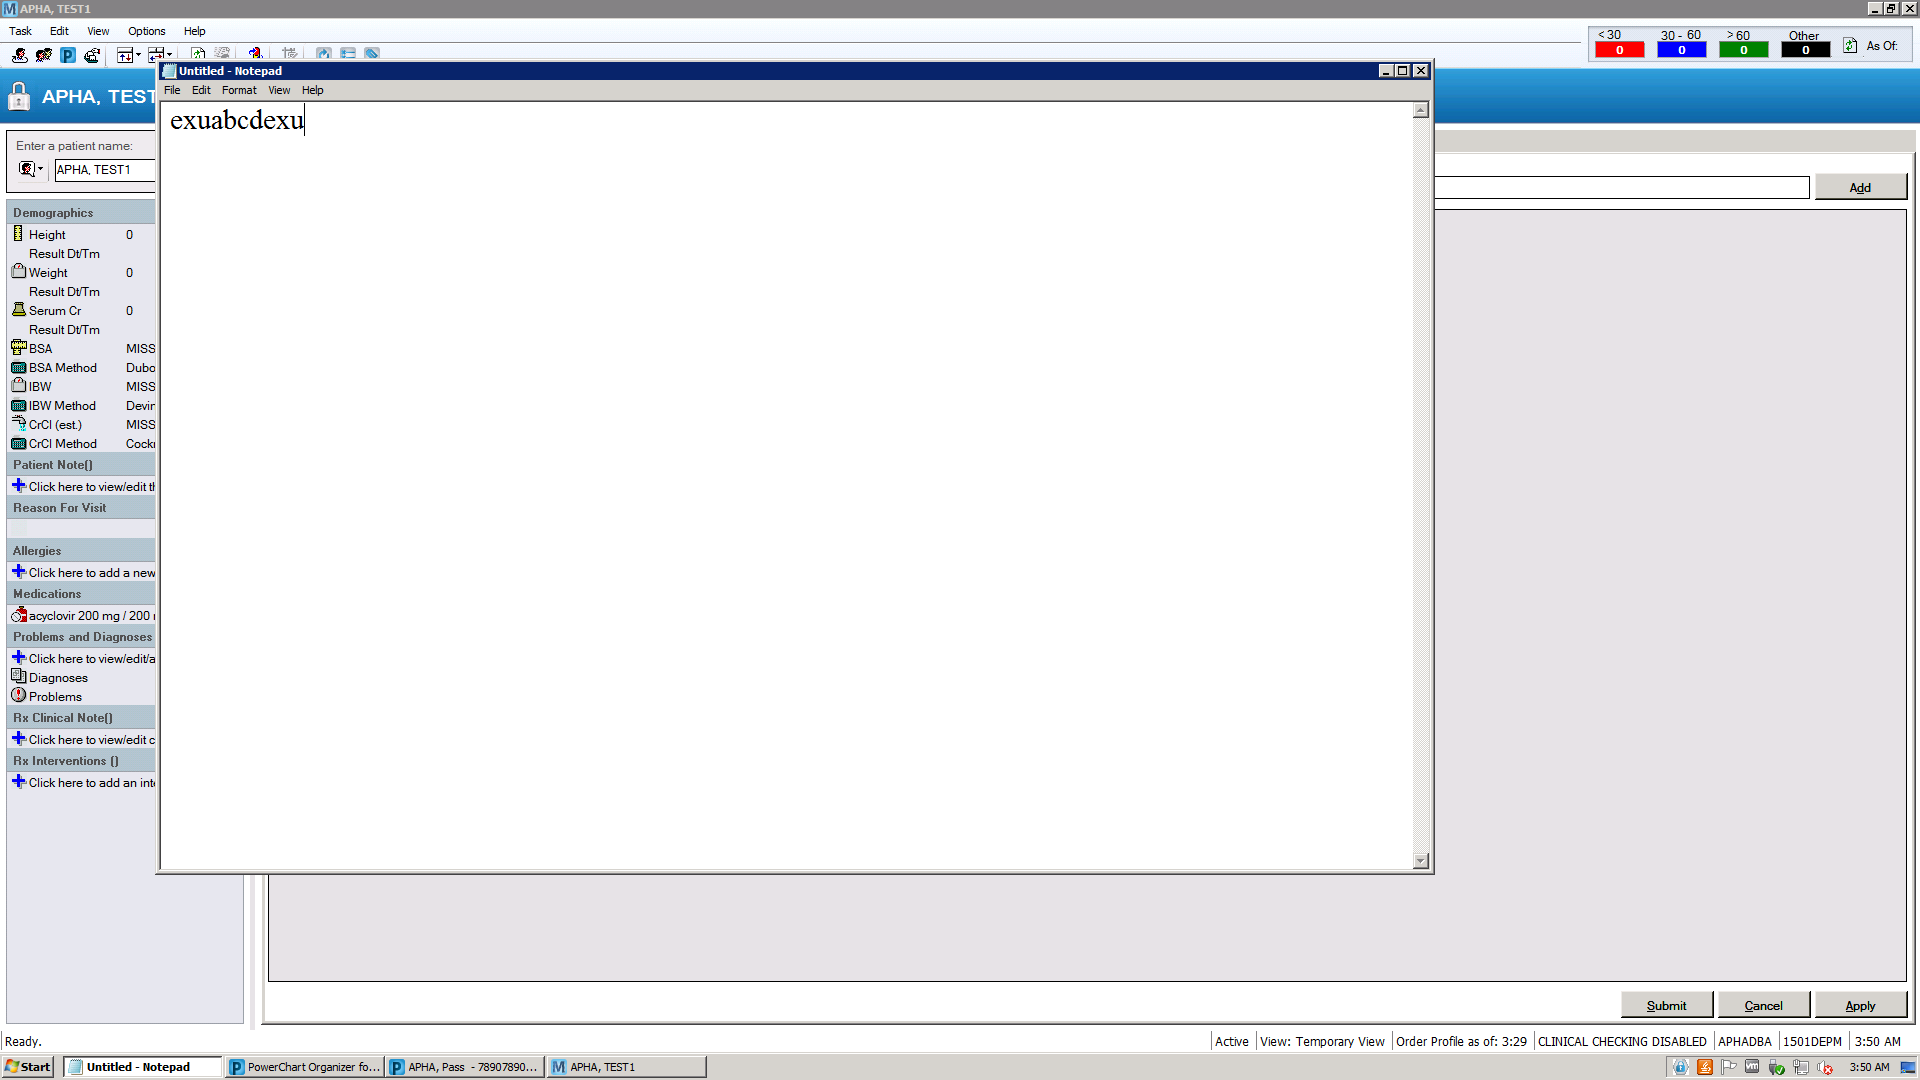 APHA, TEST1
Task Edit View Options Help
< 30 30 - 60 > 60 Other
0 0 0 0 As Of:
APHA, TEST
Untitled - Notepad
File Edit Format View Help
exuabcdexu
Enter a patient name:
APHA, TEST1
Add
Demographics
Height 0
Result Dt/Tm
Weight 0
Result Dt/Tm
Serum Cr 0
Result Dt/Tm
BSA MISS
BSA Method Dubo
IBW MISS
IBW Method Devin
CrCl (est.) MISS
CrCl Method Cock
Patient Note()
Click here to view/edit th
Reason For Visit
Allergies
Click here to add a new
Medications
acyclovir 200 mg / 200
Problems and Diagnoses
Click here to view/edit/a
Diagnoses
Problems
Rx Clinical Note()
Click here to view/edit c
Rx Interventions ()
Click here to add an inte
Submit Cancel Apply
Ready. Active View: Temporary View Order Profile as of: 3:29 CLINICAL CHECKING DISABLED APHADBA 1501DEPM 3:50 AM
Start Untitled - Notepad PowerChart Organizer fo... APHA, Pass - 78907890... APHA, TEST1 3:50 AM